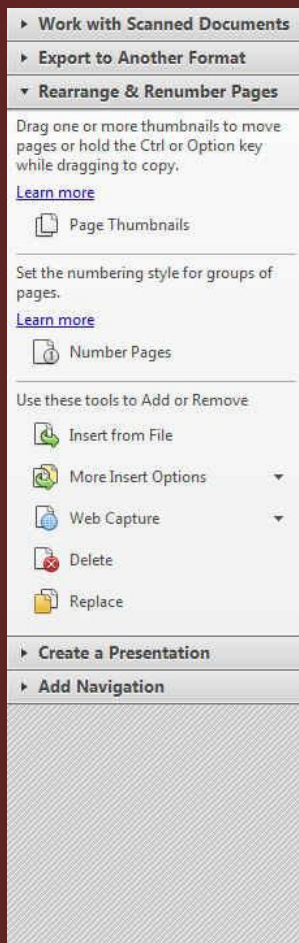 Work with Scanned Documents
Export to Another Format
Rearrange & Renumber Pages
Drag one or more thumbnails to move
pages or hold the Ctrl or Option key
while dragging to copy.
Learn more
Page Thumbnails
Set the numbering style for groups of
pages.
Learn more
Number Pages
Use these tools to Add or Remove
Insert from File
More Insert Options
Web Capture
Delete
Replace
Create a Presentation
Add Navigation